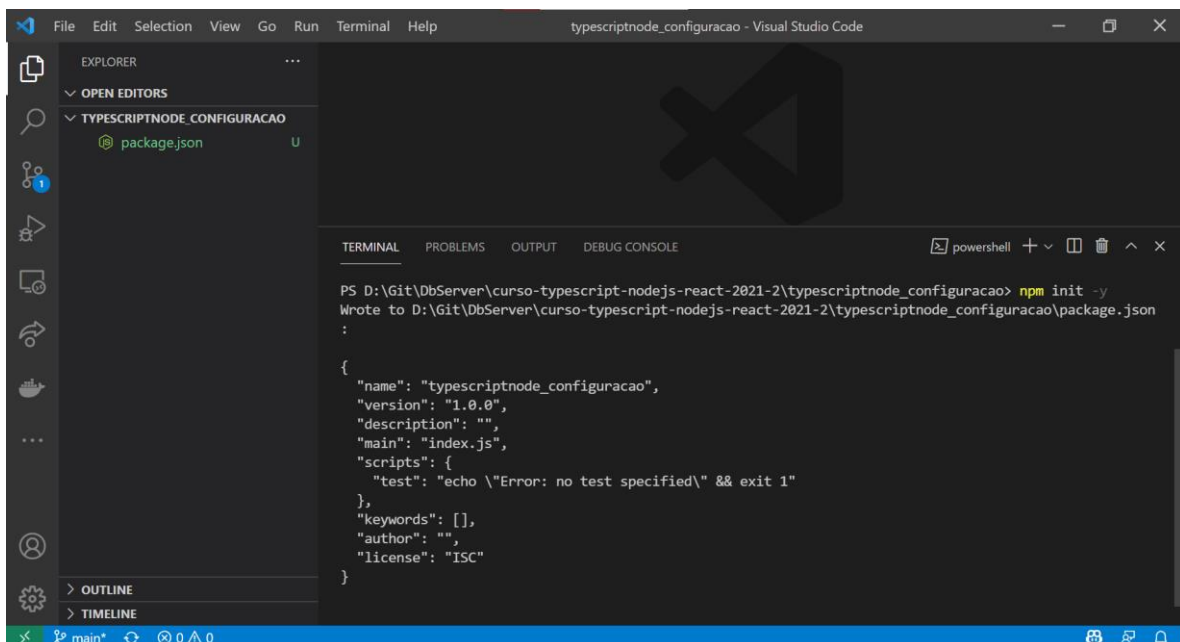 File Edit Selection View Go Run Terminal Help typescriptnode_configuracao - Visual Studio Code
EXPLORER ...
OPEN EDITORS
TYPESCRIPTNODE_CONFIGURACAO
JS package.json U
1
TERMINAL PROBLEMS OUTPUT DEBUG CONSOLE powershell
PS D:\Git\DbServer\curso-typescript-nodejs-react-2021-2\typescriptnode_configuracao> npm init -y
Wrote to D:\Git\DbServer\curso-typescript-nodejs-react-2021-2\typescriptnode_configuracao\package.json
:
{
  "name": "typescriptnode_configuracao",
  "version": "1.0.0",
  "description": "",
  "main": "index.js",
  "scripts": {
    "test": "echo \"Error: no test specified\" && exit 1"
  },
  "keywords": [],
  "author": "",
  "license": "ISC"
}
OUTLINE
TIMELINE
main* 0 0